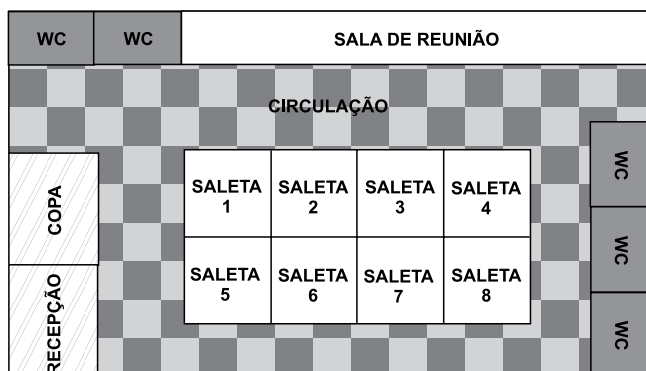 WC
WC
SALA DE REUNIÃO
CIRCULAÇÃO
WC
COPA
SALETA
1
SALETA
2
SALETA
3
SALETA
4
WC
SALETA
5
SALETA
6
SALETA
7
SALETA
8
RECEPÇÃO
WC